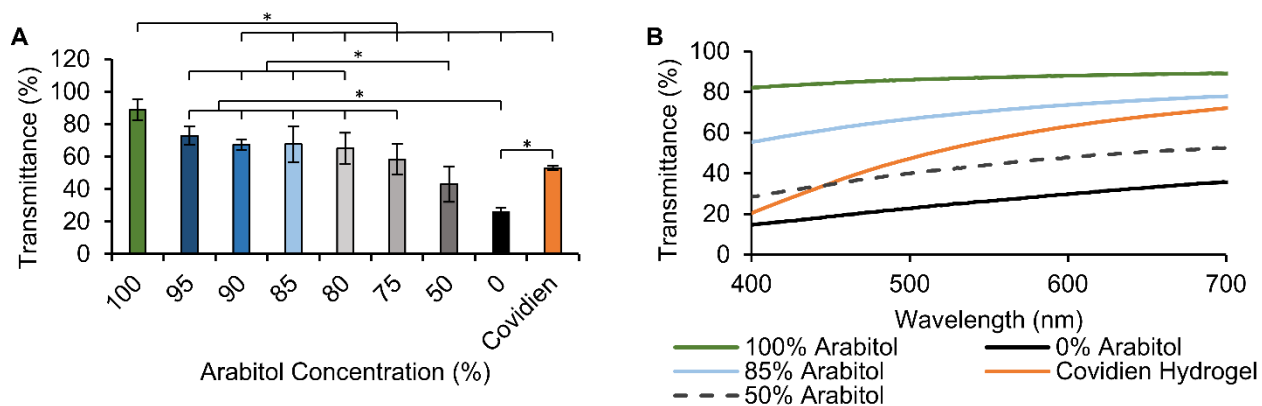 A
Transmittance (%)
120
100
80
60
40
20
0
*
*
*
*
100
95
90
85
80
75
50
0
Covidien
Arabitol Concentration (%)
B
Transmittance (%)
100
80
60
40
20
0
400
500
600
700
Wavelength (nm)
100% Arabitol
0% Arabitol
85% Arabitol
Covidien Hydrogel
50% Arabitol